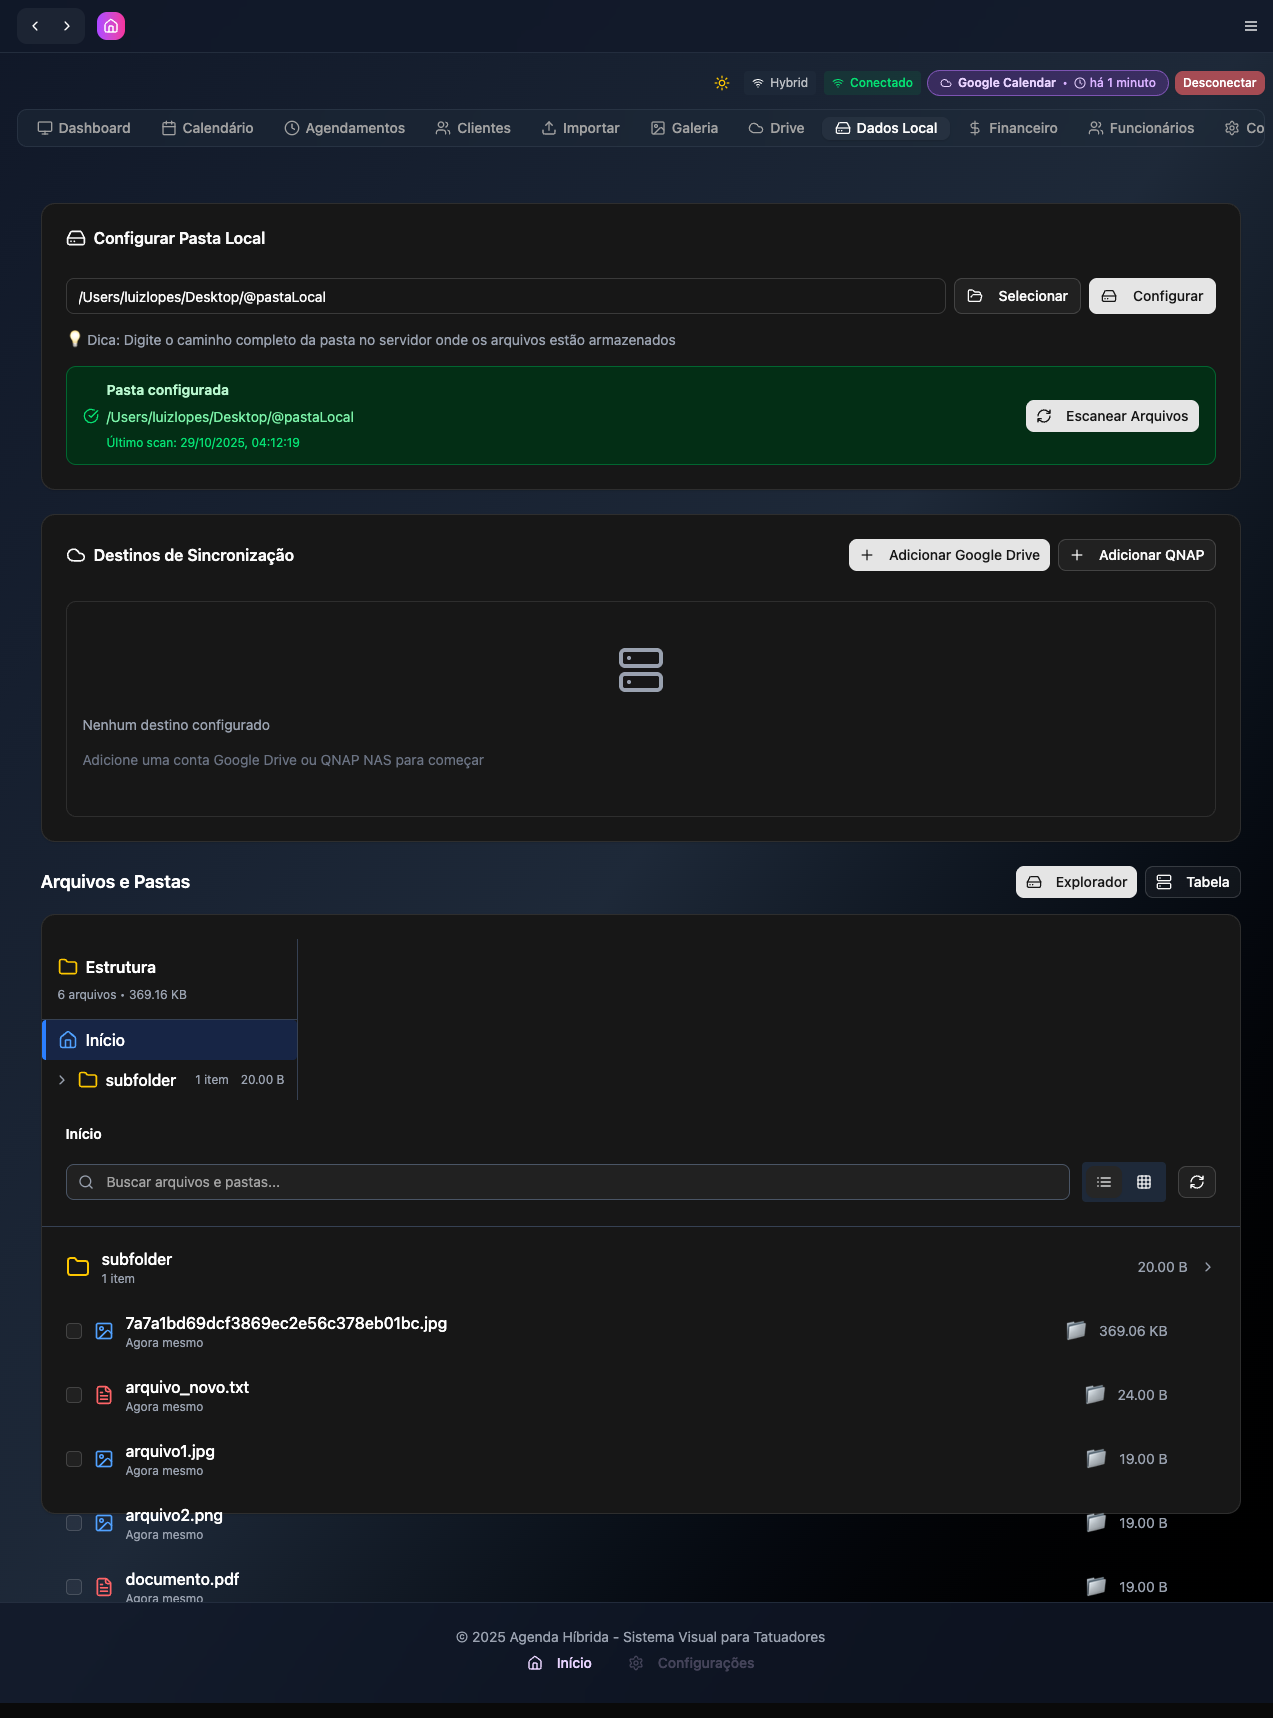 Hybrid
Conectado
Google Calendar • há 1 minuto
Desconectar
Dashboard
Calendário
Agendamentos
Clientes
Importar
Galeria
Drive
Dados Local
Financeiro
Funcionários
Co
Configurar Pasta Local
/Users/luizlopes/Desktop/@pastaLocal
Selecionar
Configurar
Dica: Digite o caminho completo da pasta no servidor onde os arquivos estão armazenados
Pasta configurada
/Users/luizlopes/Desktop/@pastaLocal
Último scan: 29/10/2025, 04:12:19
Escanear Arquivos
Destinos de Sincronização
Adicionar Google Drive
Adicionar QNAP
Nenhum destino configurado
Adicione uma conta Google Drive ou QNAP NAS para começar
Arquivos e Pastas
Explorador
Tabela
Estrutura
6 arquivos • 369.16 KB
Início
subfolder 1 item 20.00 B
Início
Buscar arquivos e pastas...
subfolder
1 item
20.00 B
7a7a1bd69dcf3869ec2e56c378eb01bc.jpg
Agora mesmo
369.06 KB
arquivo_novo.txt
Agora mesmo
24.00 B
arquivo1.jpg
Agora mesmo
19.00 B
arquivo2.png
Agora mesmo
19.00 B
documento.pdf
Agora mesmo
19.00 B
© 2025 Agenda Híbrida - Sistema Visual para Tatuadores
Início
Configurações